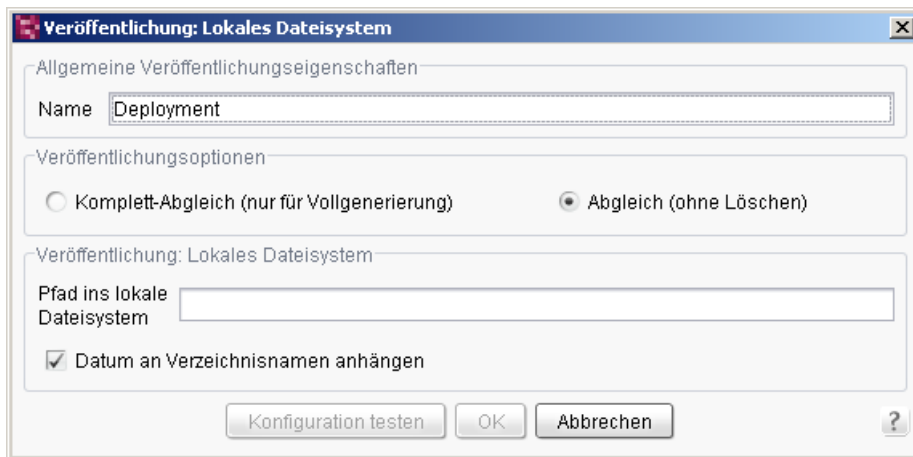 Veröffentlichung: Lokales Dateisystem
Allgemeine Veröffentlichungseigenschaften
Name Deployment
Veröffentlichungsoptionen
Komplett-Abgleich (nur für Vollgenerierung) Abgleich (ohne Löschen)
Veröffentlichung: Lokales Dateisystem
Pfad ins lokale
Dateisystem
Datum an Verzeichnisnamen anhängen
Konfiguration testen OK Abbrechen ?